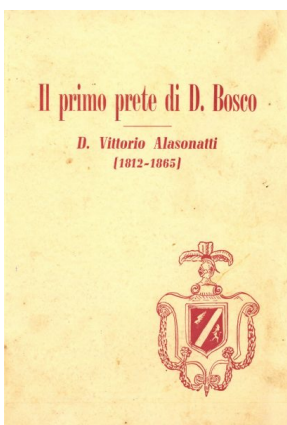 Il primo prete di D. Bosco
D. Vittorio Alasonatti
(1812-1865)